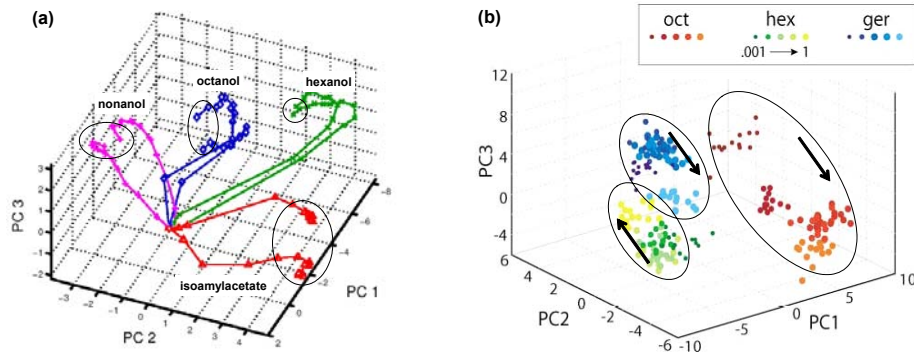 (a)
nonanol
octanol
hexanol
isoamylacetate
PC 3
3
2
1
0
−1
−2
PC 2
−3
−2
−1
0
1
2
3
4
2
PC 1
−8
−6
−4
−2
0
(b)
oct hex ger
.001 → 1
PC3
12
8
4
0
-4
PC2
6
4
2
0
-2
-4
-6
PC1
-10
-5
0
5
10